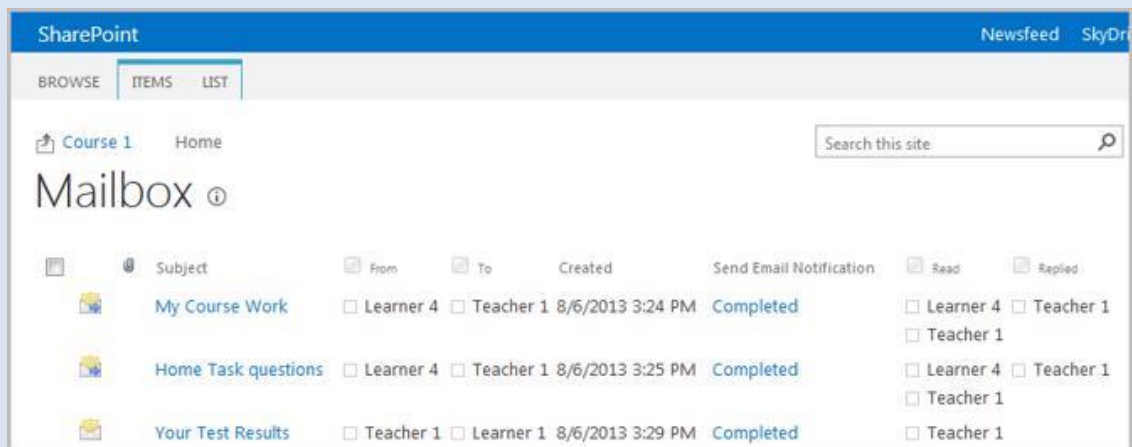 SharePoint Newsfeed SkyDri
BROWSE ITEMS LIST
Course 1 Home Search this site
Mailbox
Subject From To Created Send Email Notification Read Replied
My Course Work Learner 4 Teacher 1 8/6/2013 3:24 PM Completed Learner 4 Teacher 1
Teacher 1
Home Task questions Learner 4 Teacher 1 8/6/2013 3:25 PM Completed Learner 4 Teacher 1
Teacher 1
Your Test Results Teacher 1 Learner 1 8/6/2013 3:29 PM Completed Teacher 1